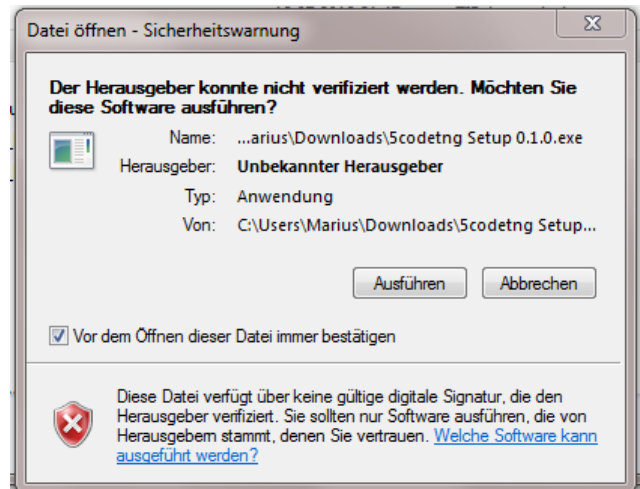 Datei öffnen - Sicherheitswarnung
Der Herausgeber konnte nicht verifiziert werden. Möchten Sie
diese Software ausführen?
Name: ...arius\Downloads\5codetng Setup 0.1.0.exe
Herausgeber: Unbekannter Herausgeber
Typ: Anwendung
Von: C:\Users\Marius\Downloads\5codetng Setup...
Ausführen Abbrechen
Vor dem Öffnen dieser Datei immer bestätigen
Diese Datei verfügt über keine gültige digitale Signatur, die den
Herausgeber verifiziert. Sie sollten nur Software ausführen, die von
Herausgebern stammt, denen Sie vertrauen. Welche Software kann
ausgeführt werden?